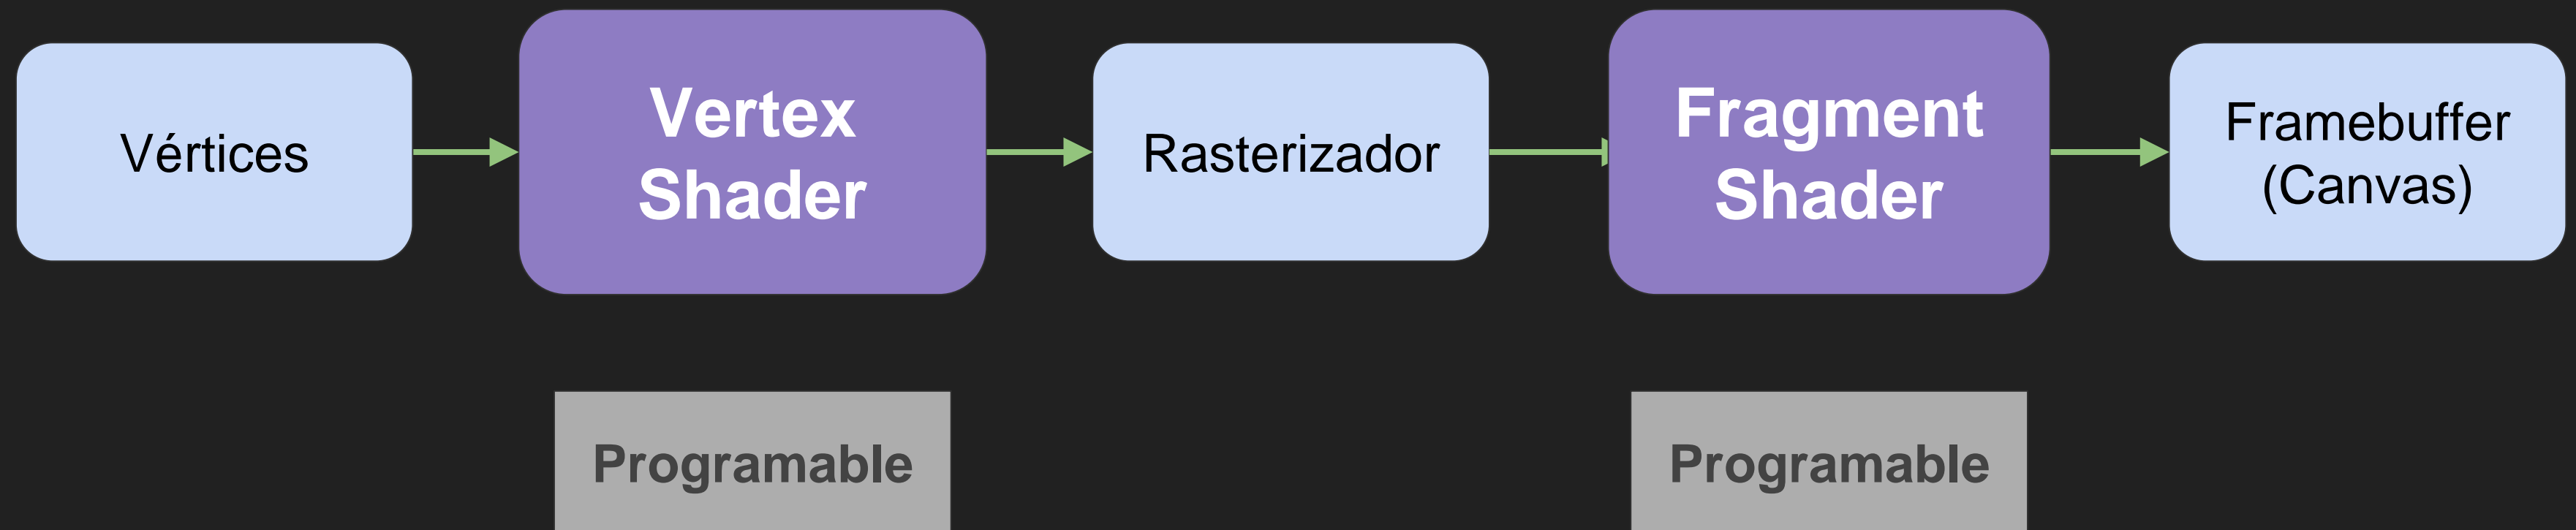 Vértices
Vertex
Shader
Rasterizador
Fragment
Shader
Framebuffer
(Canvas)
Programable
Programable